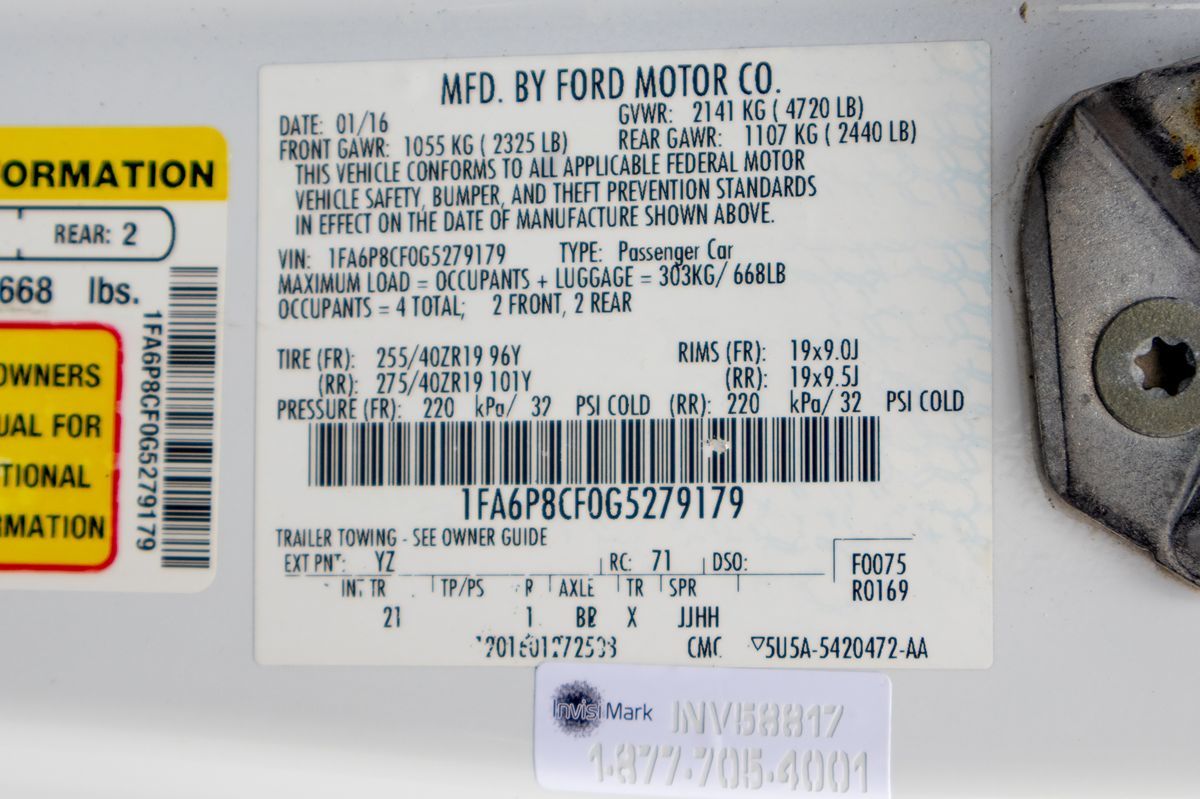 ORMATION
REAR: 2
668 lbs.
1FA6P8CF0G5279179
OWNERS
UAL FOR
TIONAL
RMATION
MFD. BY FORD MOTOR CO.
DATE: 01/16 GVWR: 2141 KG ( 4720 LB)
FRONT GAWR: 1055 KG ( 2325 LB) REAR GAWR: 1107 KG ( 2440 LB)
THIS VEHICLE CONFORMS TO ALL APPLICABLE FEDERAL MOTOR
VEHICLE SAFETY, BUMPER, AND THEFT PREVENTION STANDARDS
IN EFFECT ON THE DATE OF MANUFACTURE SHOWN ABOVE.
VIN: 1FA6P8CF0G5279179 TYPE: Passenger Car
MAXIMUM LOAD = OCCUPANTS + LUGGAGE = 303KG/ 668LB
OCCUPANTS = 4 TOTAL; 2 FRONT, 2 REAR
TIRE (FR): 255/40ZR19 96Y RIMS (FR): 19x9.0J
(RR): 275/40ZR19 101Y (RR): 19x9.5J
PRESSURE (FR): 220 kPa/ 32 PSI COLD (RR): 220 kPa/ 32 PSI COLD
1FA6P8CF0G5279179
TRAILER TOWING - SEE OWNER GUIDE
EXT PNT: YZ RC: 71 DSO: F0075
R0169
INT TR TP/PS R AXLE TR SPR
21 1 BR X JJHH
CMC ▽5U5A-5420472-AA
InvisiMark INV58817
1-877-705-4001